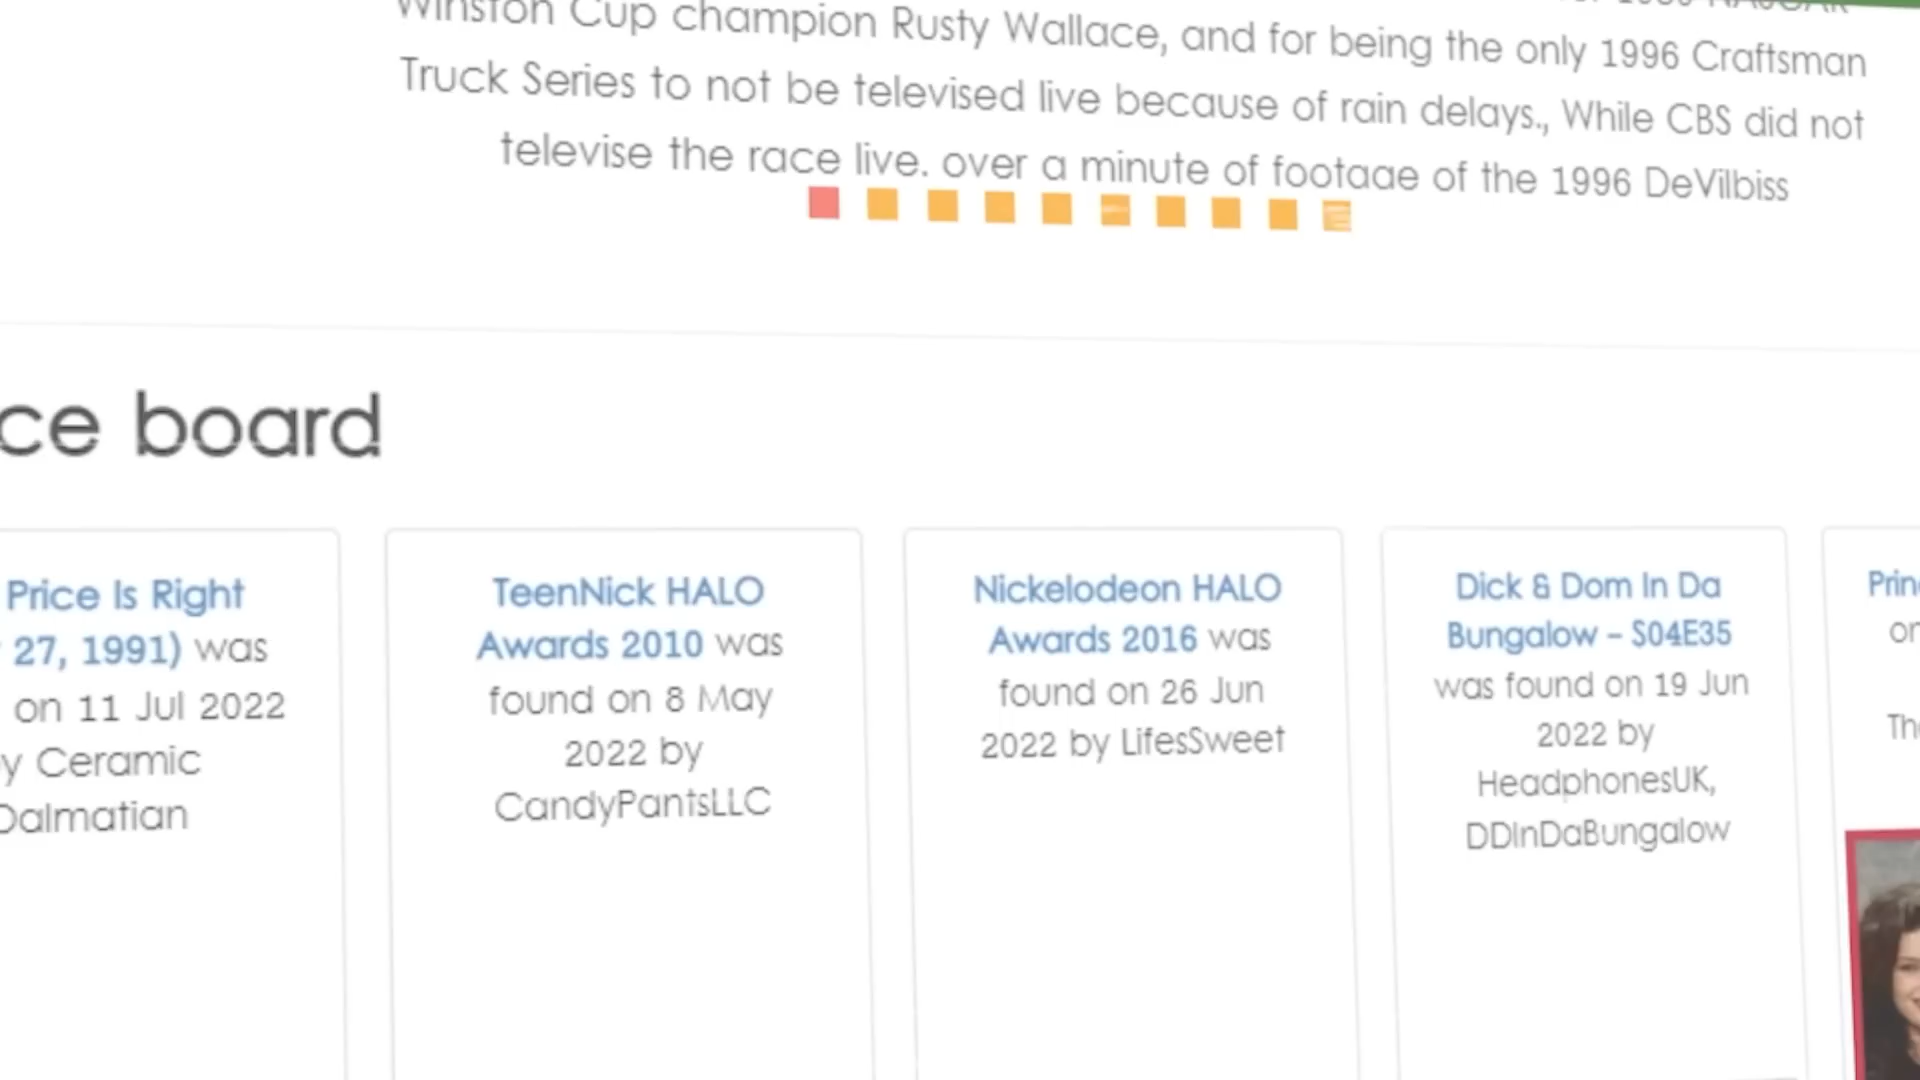 Winston Cup champion Rusty Wallace, and for being the only 1996 Craftsman
Truck Series to not be televised live because of rain delays., While CBS did not
televise the race live. over a minute of footage of the 1996 DeVilbiss
ce board
Price Is Right
27, 1991) was
on 11 Jul 2022
y Ceramic
Dalmatian
TeenNick HALO
Awards 2010 was
found on 8 May
2022 by
CandyPantsLLC
Nickelodeon HALO
Awards 2016 was
found on 26 Jun
2022 by LifesSweet
Dick & Dom In Da
Bungalow – S04E35
was found on 19 Jun
2022 by
HeadphonesUK,
DDInDaBungalow